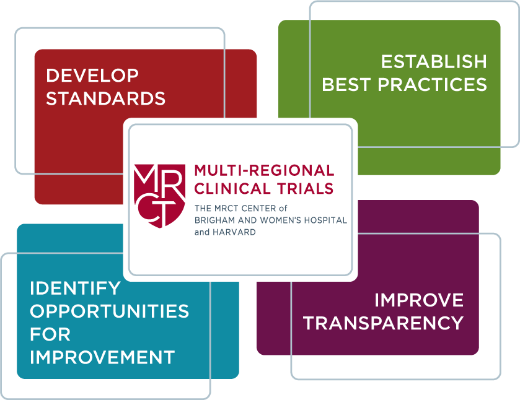 DEVELOP
STANDARDS
ESTABLISH
BEST PRACTICES
MRCT
MULTI-REGIONAL
CLINICAL TRIALS
THE MRCT CENTER of
BRIGHAM AND WOMEN'S HOSPITAL
and HARVARD
IDENTIFY
OPPORTUNITIES
FOR
IMPROVEMENT
IMPROVE
TRANSPARENCY